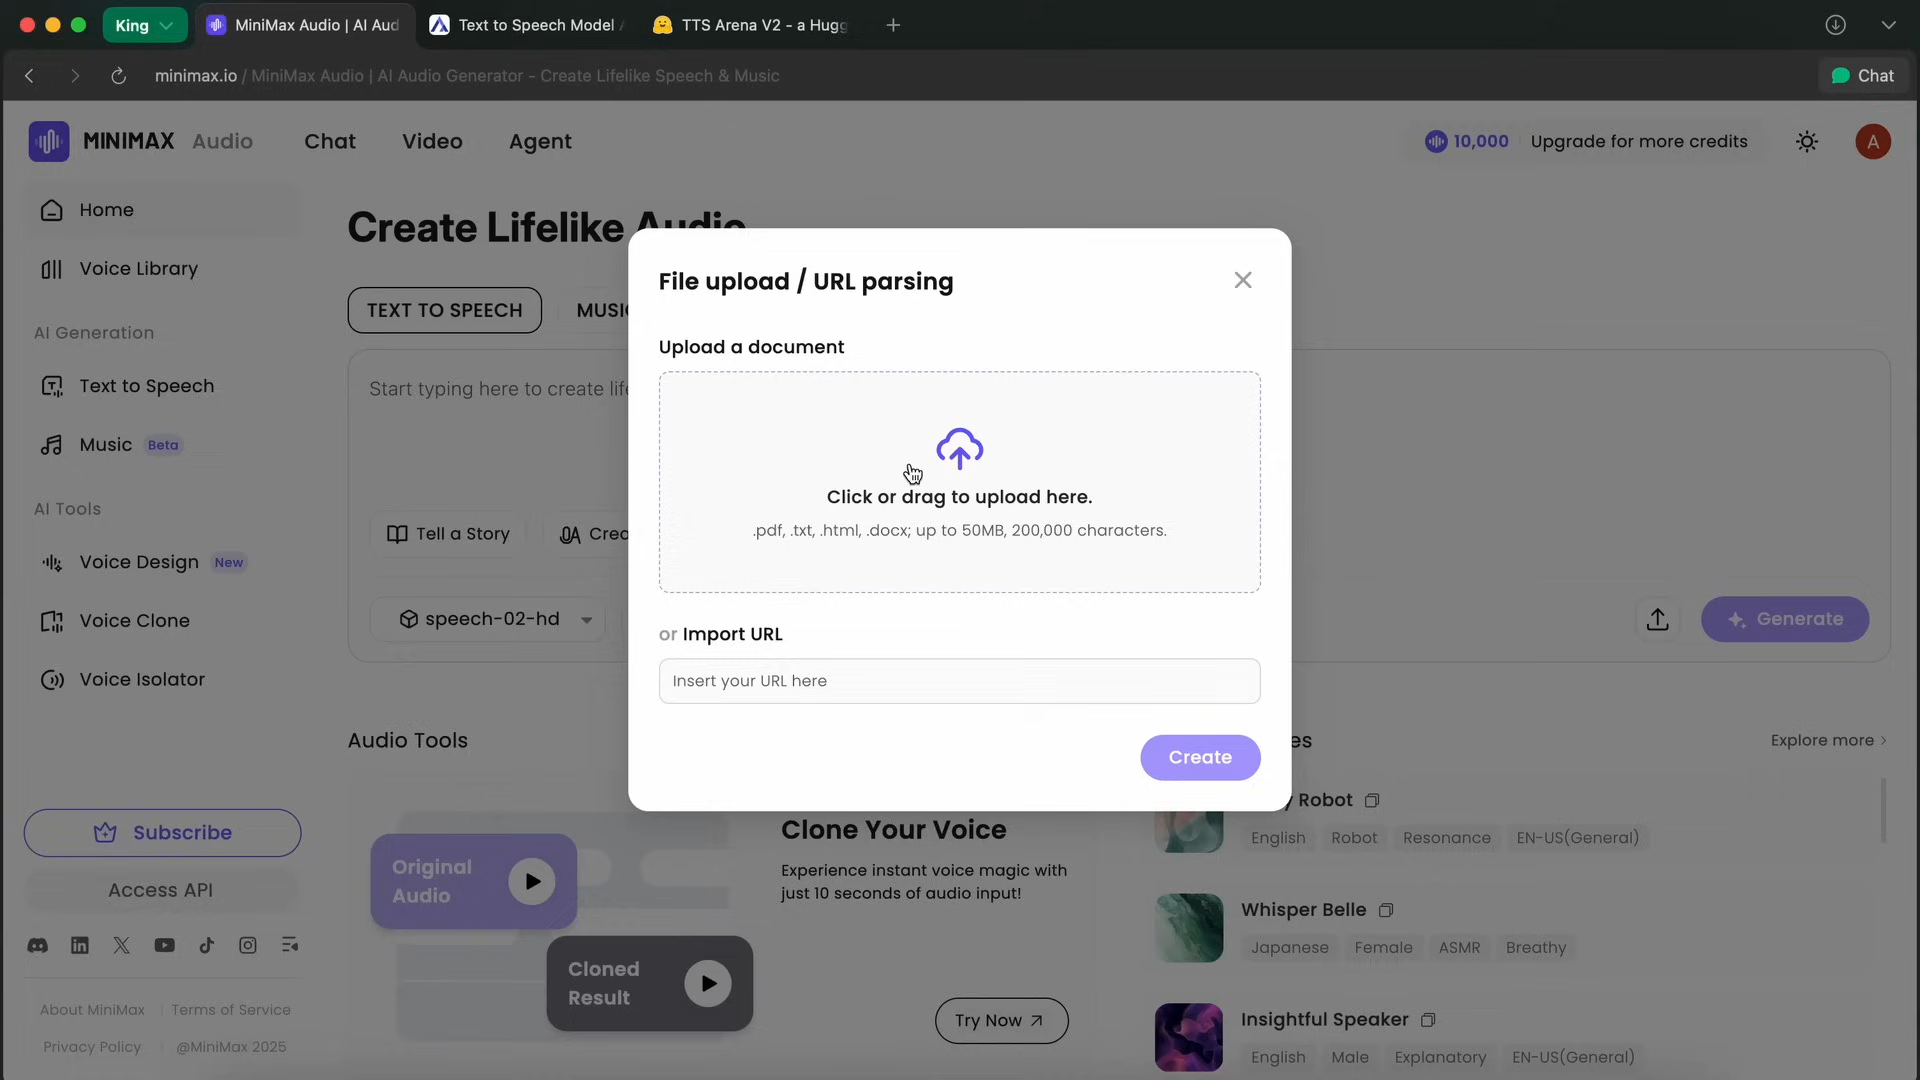 King
MiniMax Audio | AI Aud
Text to Speech Model
TTS Arena V2 - a Hugg
minimax.io / MiniMax Audio | AI Audio Generator - Create Lifelike Speech & Music
Chat
MINIMAX Audio
Chat
Video
Agent
10,000
Upgrade for more credits
A
Home
Voice Library
AI Generation
Text to Speech
Music Beta
AI Tools
Voice Design New
Voice Clone
Voice Isolator
Subscribe
Access API
About MiniMax
Terms of Service
Privacy Policy
@MiniMax 2025
Create Lifelike Audio
TEXT TO SPEECH
MUSIC
Start typing here to create life
Tell a Story
Crea
speech-02-hd
Generate
File upload / URL parsing
Upload a document
Click or drag to upload here.
.pdf, .txt, .html, .docx; up to 50MB, 200,000 characters.
or Import URL
Insert your URL here
Create
Audio Tools
Original
Audio
Cloned
Result
Clone Your Voice
Experience instant voice magic with
just 10 seconds of audio input!
Try Now
es
Explore more
y Robot
English Robot Resonance EN-US(General)
Whisper Belle
Japanese Female ASMR Breathy
Insightful Speaker
English Male Explanatory EN-US(General)